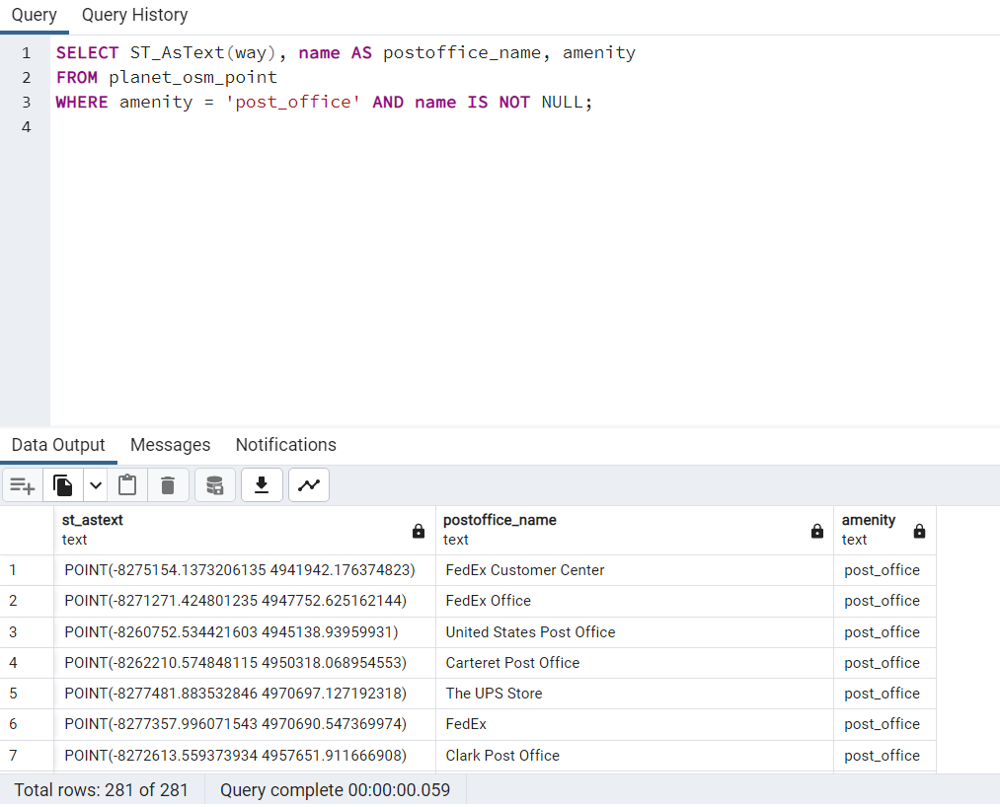 Query Query History
1 SELECT ST_AsText(way), name AS postoffice_name, amenity
2 FROM planet_osm_point
3 WHERE amenity = 'post_office' AND name IS NOT NULL;
4
Data Output Messages Notifications
st_astext postoffice_name amenity
text text text
1 POINT(-8275154.1373206135 4941942.176374823) FedEx Customer Center post_office
2 POINT(-8271271.424801235 4947752.625162144) FedEx Office post_office
3 POINT(-8260752.534421603 4945138.93959931) United States Post Office post_office
4 POINT(-8262210.574848115 4950318.068954553) Carteret Post Office post_office
5 POINT(-8277481.883532846 4970697.127192318) The UPS Store post_office
6 POINT(-8277357.996071543 4970690.547369974) FedEx post_office
7 POINT(-8272613.559373934 4957651.911666908) Clark Post Office post_office
Total rows: 281 of 281 Query complete 00:00:00.059